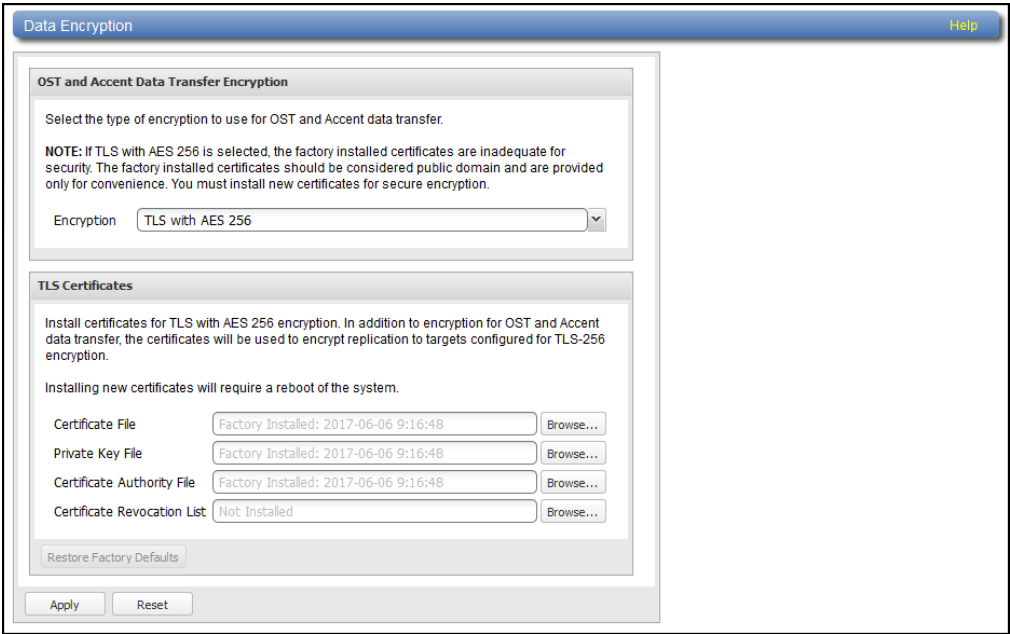 Data Encryption Help
OST and Accent Data Transfer Encryption
Select the type of encryption to use for OST and Accent data transfer.
NOTE: If TLS with AES 256 is selected, the factory installed certificates are inadequate for
security. The factory installed certificates should be considered public domain and are provided
only for convenience. You must install new certificates for secure encryption.
Encryption TLS with AES 256
TLS Certificates
Install certificates for TLS with AES 256 encryption. In addition to encryption for OST and Accent
data transfer, the certificates will be used to encrypt replication to targets configured for TLS-256
encryption.
Installing new certificates will require a reboot of the system.
Certificate File Factory Installed: 2017-06-06 9:16:48 Browse...
Private Key File Factory Installed: 2017-06-06 9:16:48 Browse...
Certificate Authority File Factory Installed: 2017-06-06 9:16:48 Browse...
Certificate Revocation List Not Installed Browse...
Restore Factory Defaults
Apply Reset